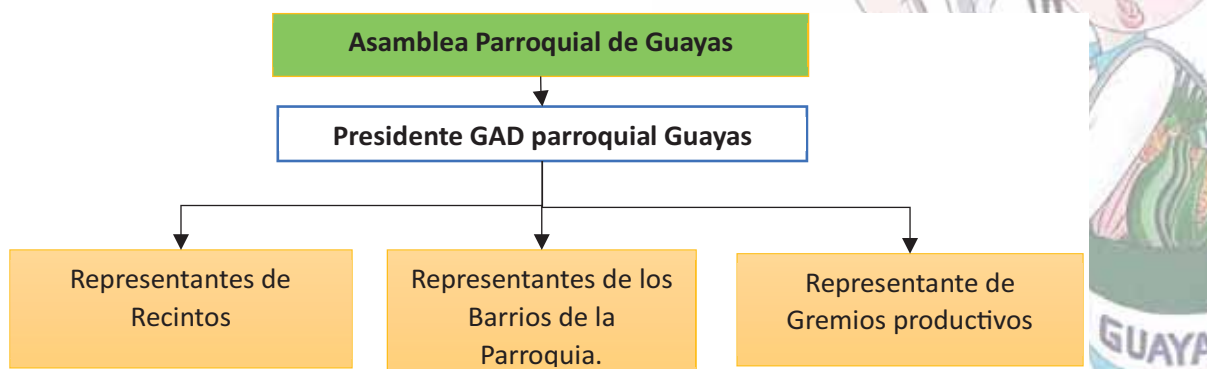 Asamblea Parroquial de Guayas
Presidente GAD parroquial Guayas
Representantes de
Recintos
Representantes de los
Barrios de la
Parroquia.
Representante de
Gremios productivos
GUAYA